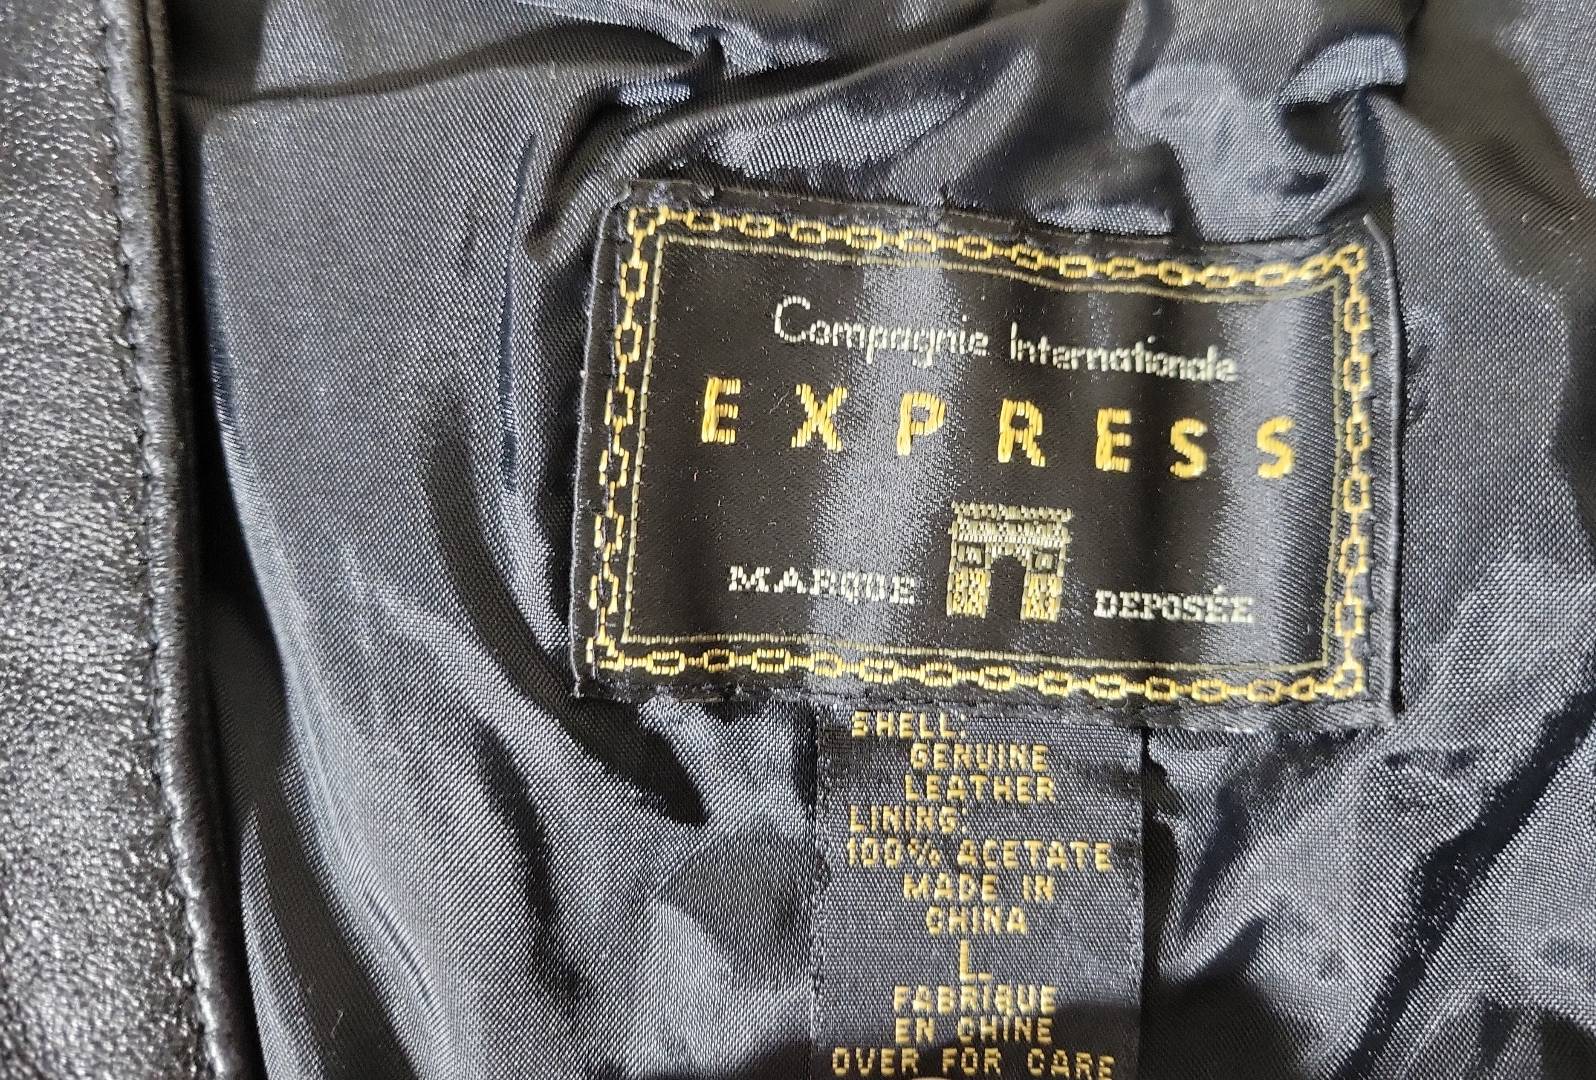 Compagnie Internationale
EXPRESS
MARQUE DEPOSÉE
SHELL:
GENUINE
LEATHER
LINING:
100% ACETATE
MADE IN
CHINA
L
FABRIQUE
EN CHINE
OVER FOR CARE